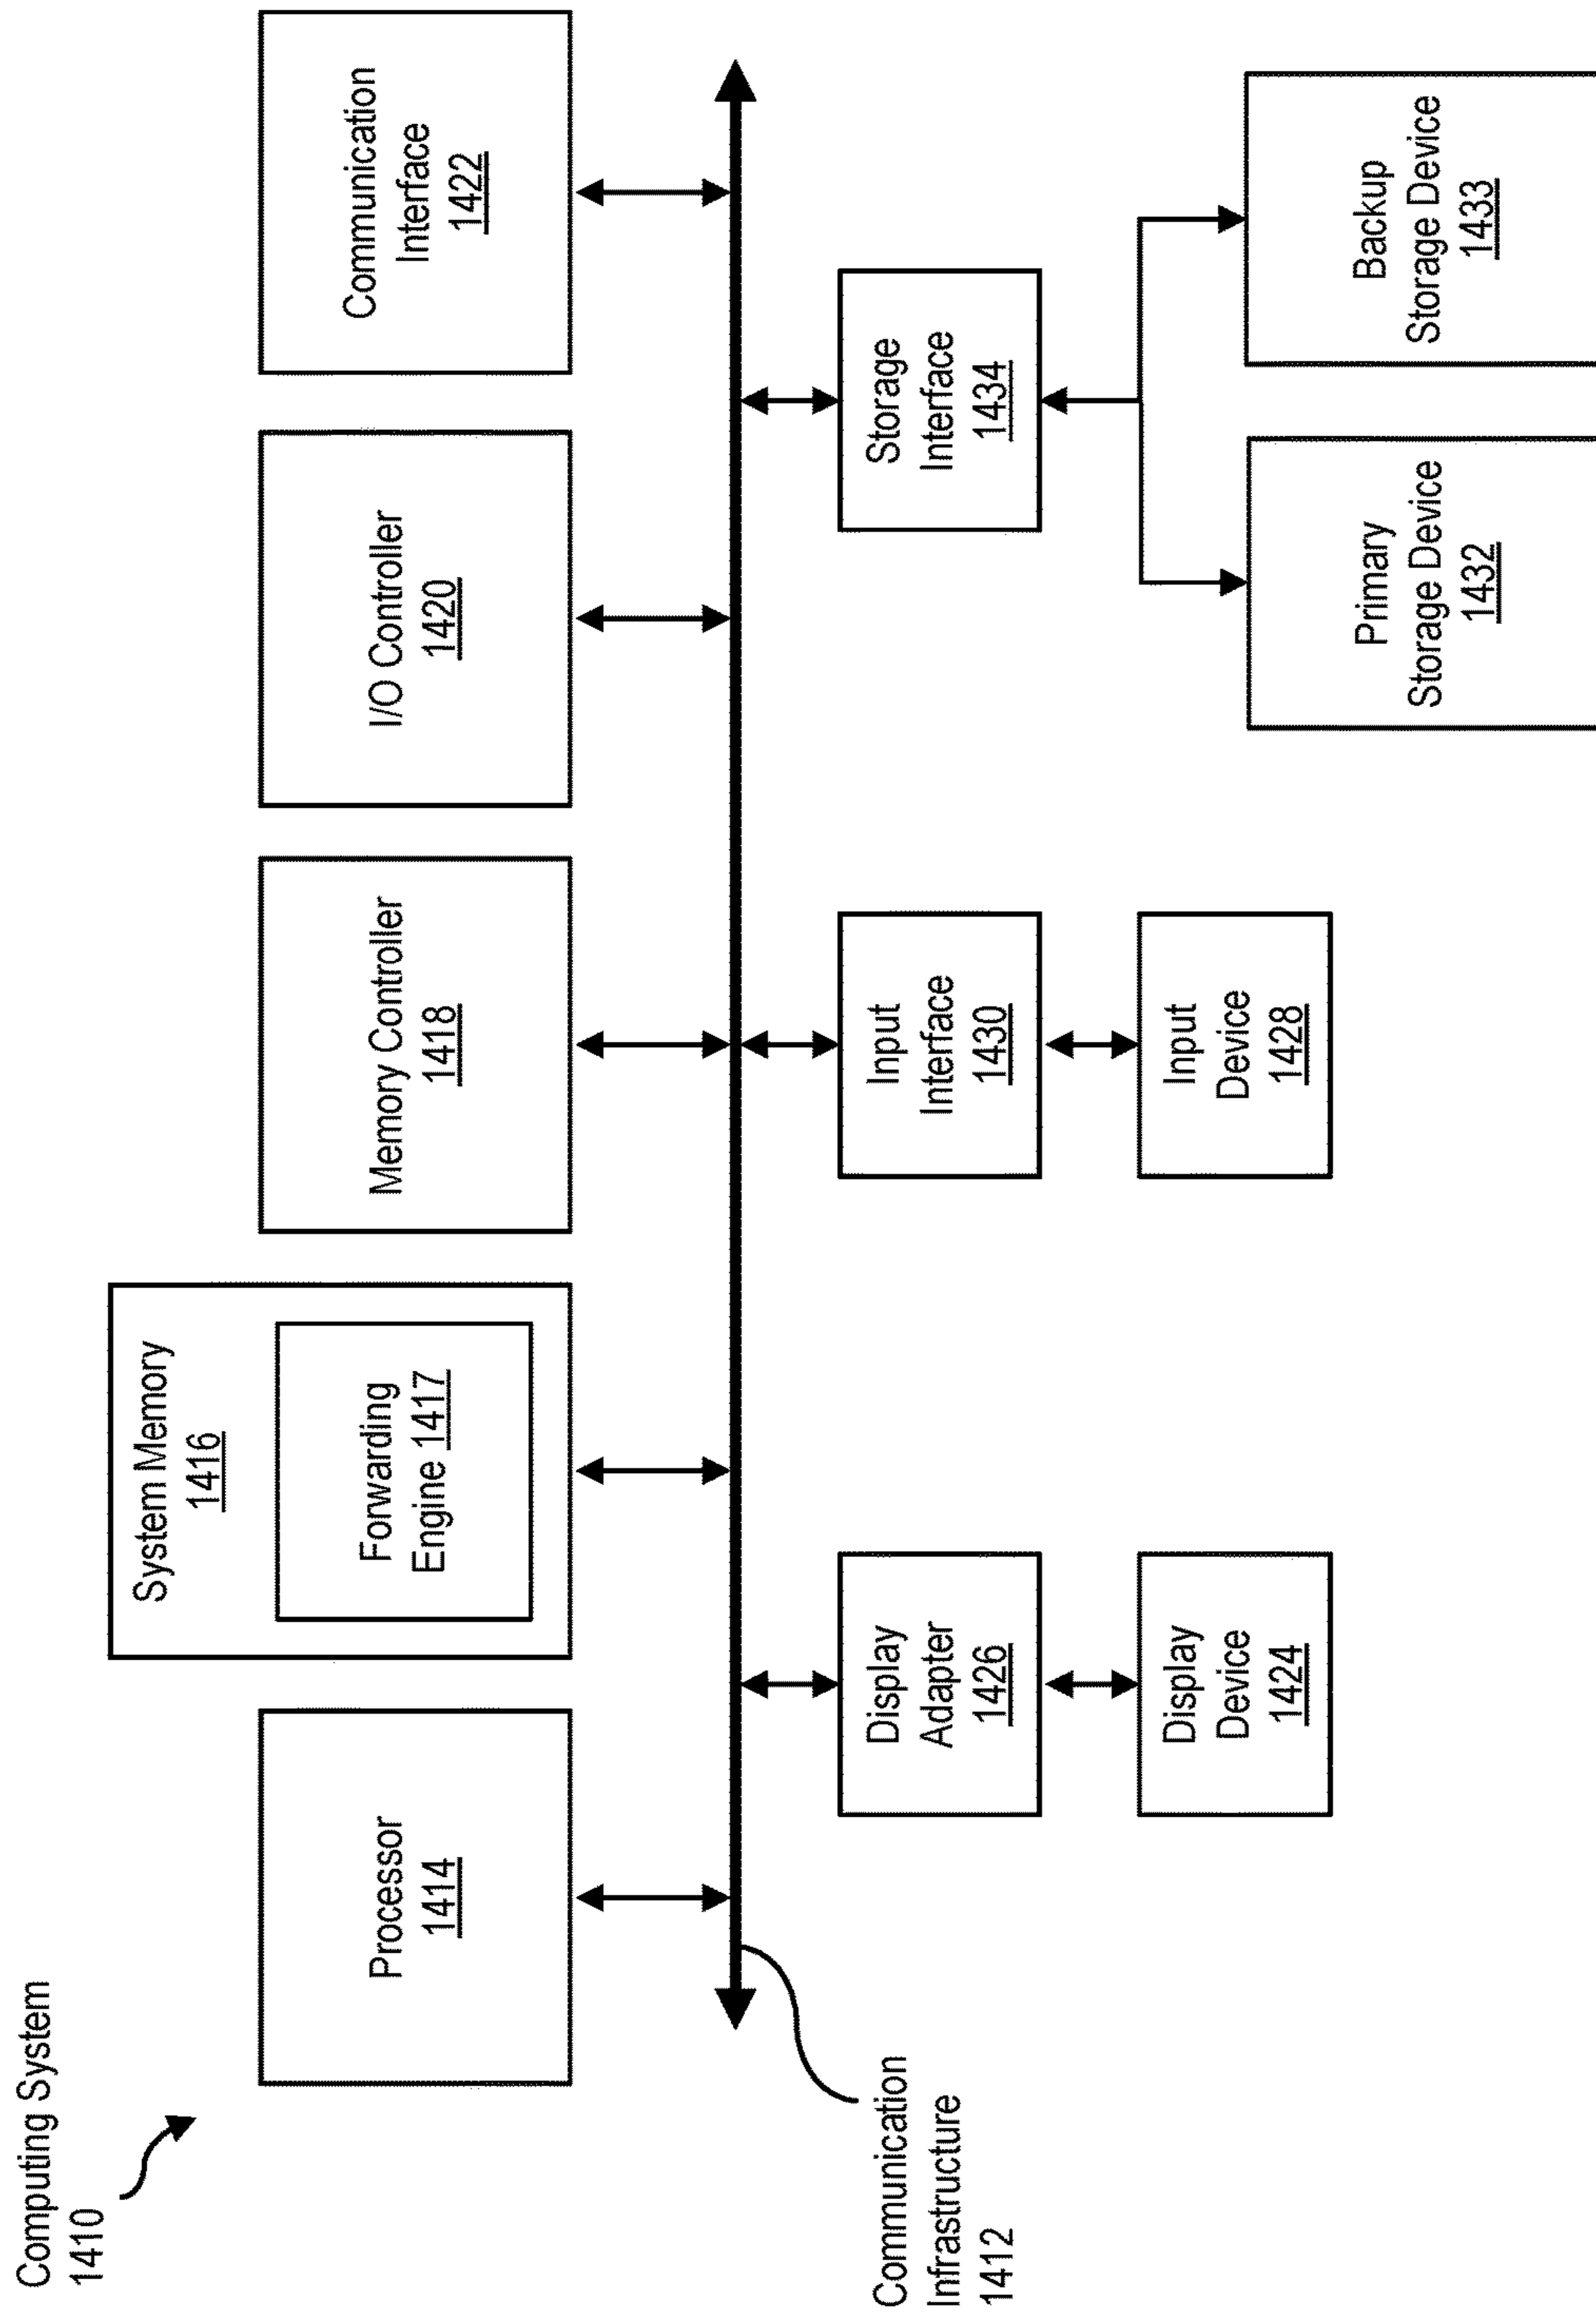 Computing System
1410
Processor
1414
System Memory
1416
Forwarding
Engine 1417
Memory Controller
1418
I/O Controller
1420
Communication
Interface
1422
Communication
Infrastructure
1412
Display
Adapter
1426
Input
Interface
1430
Storage
Interface
1434
Display
Device
1424
Input
Device
1428
Primary
Storage Device
1432
Backup
Storage Device
1433